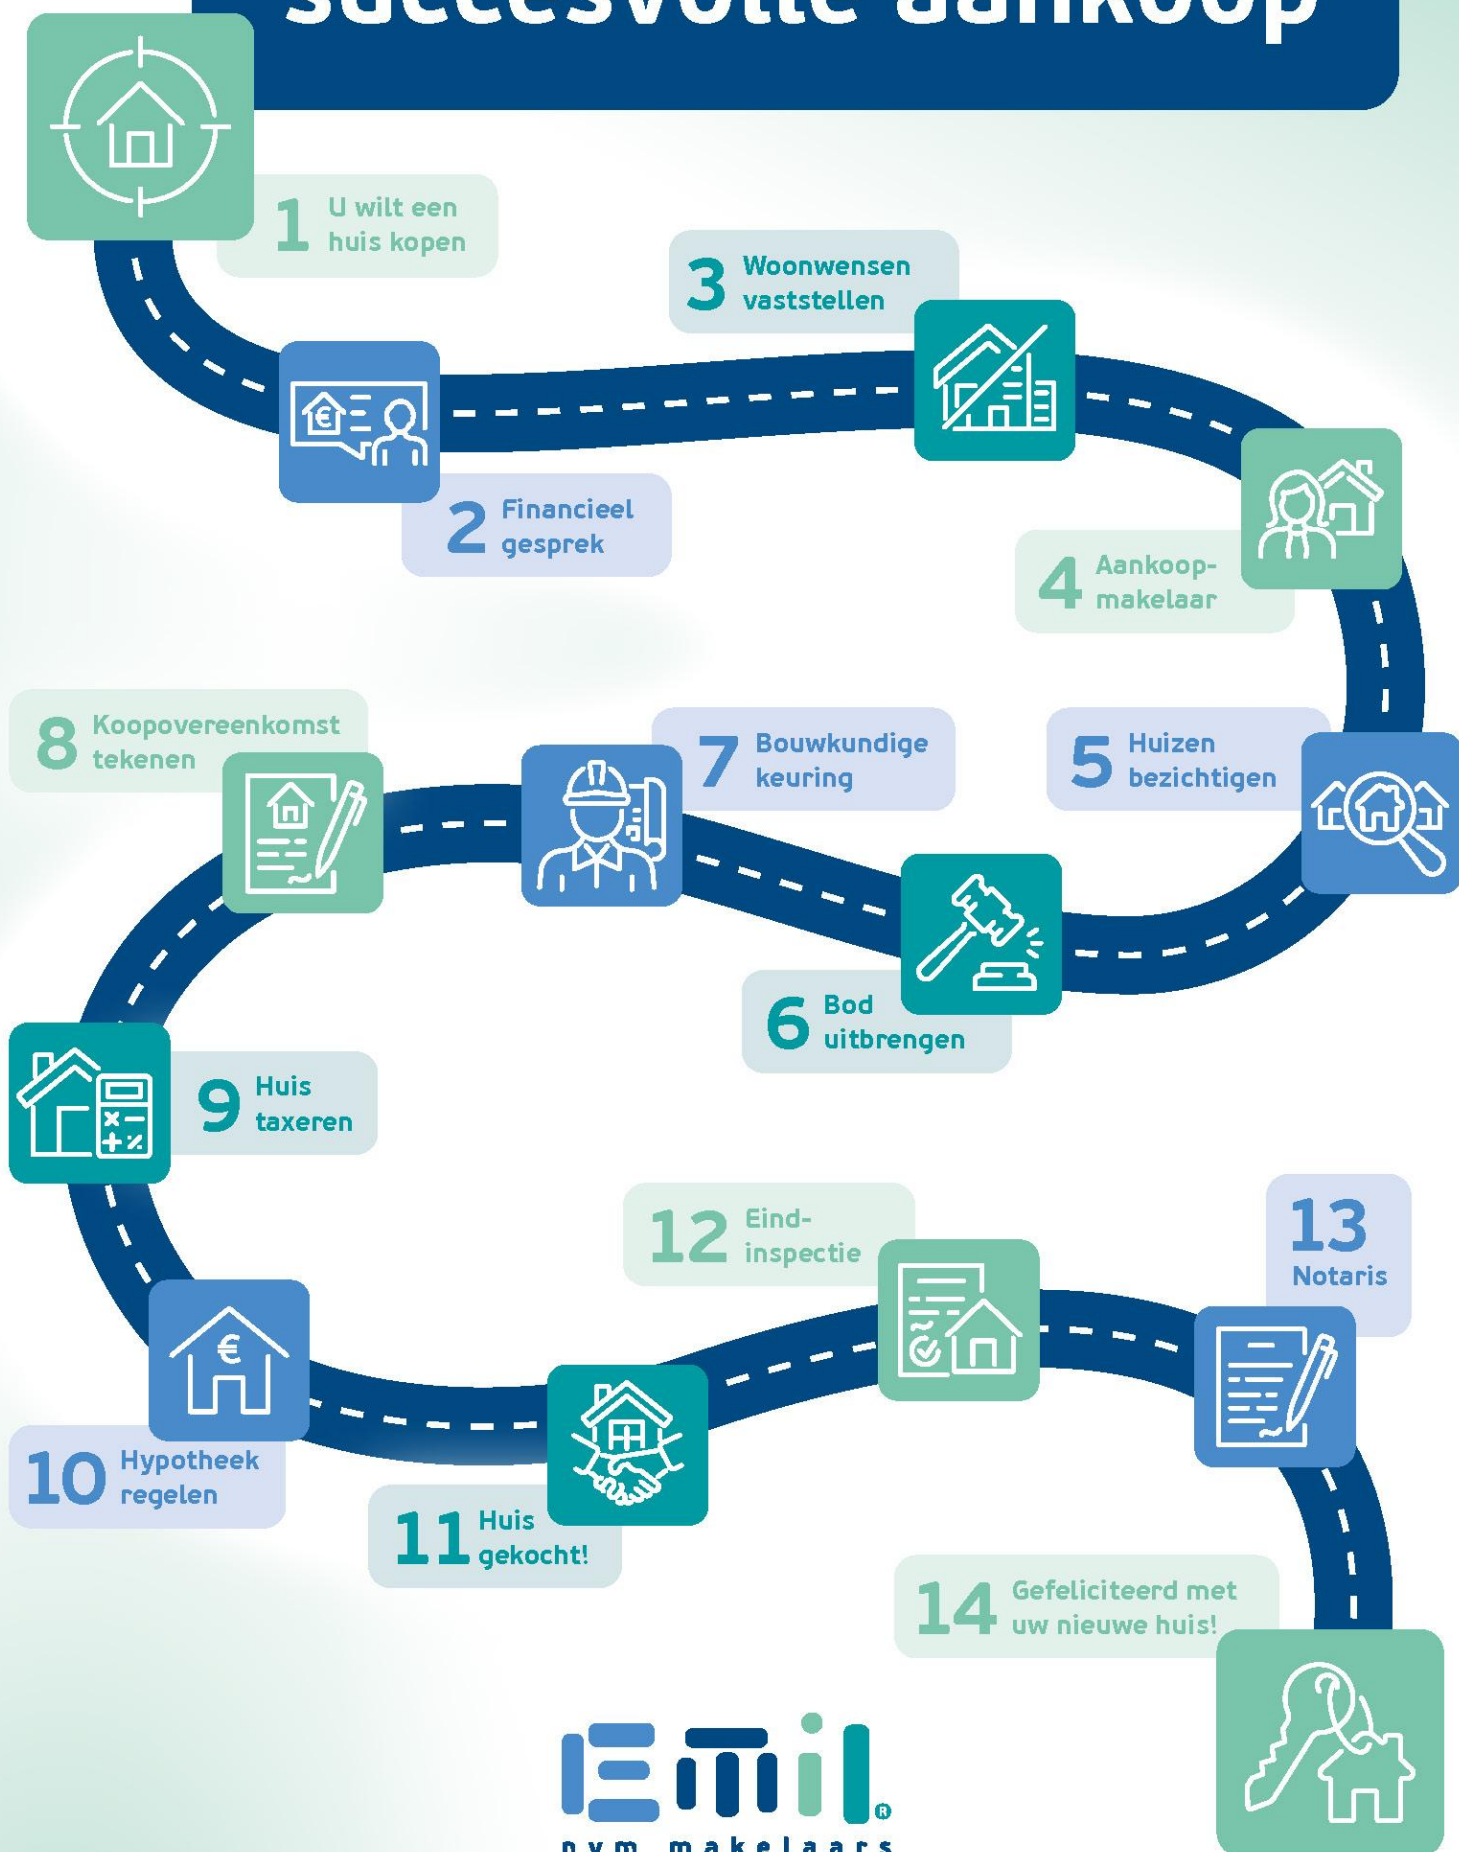 succesvolle aankoop
1 U wilt een
huis kopen
2 Financieel
gesprek
3 Woonwensen
vaststellen
4 Aankoop-
makelaar
5 Huizen
bezichtigen
6 Bod
uitbrengen
7 Bouwkundige
keuring
8 Koopovereenkomst
tekenen
9 Huis
taxeren
10 Hypotheek
regelen
11 Huis
gekocht!
12 Eind-
inspectie
13
Notaris
14 Gefeliciteerd met
uw nieuwe huis!
Emil®
nvm makelaars